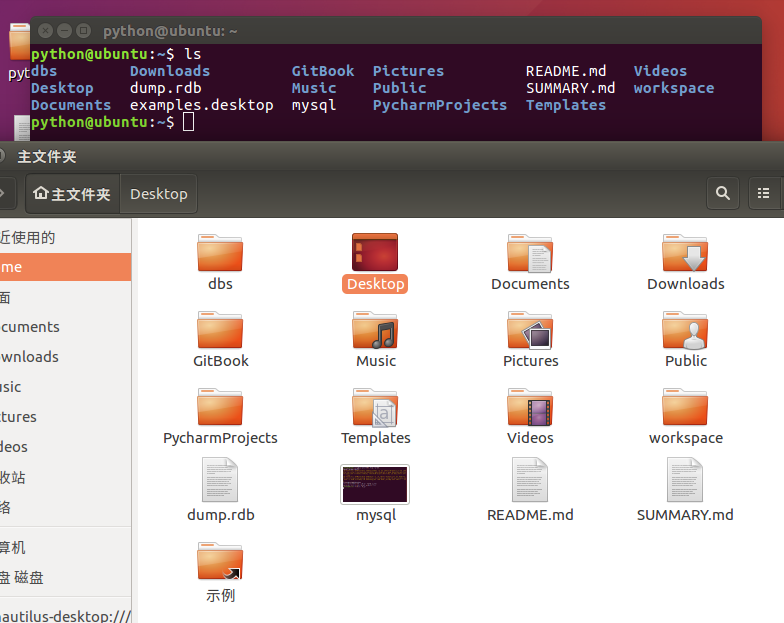 python@ubuntu: ~
python@ubuntu:~$ ls
dbs Downloads GitBook Pictures README.md Videos
Desktop dump.rdb Music Public SUMMARY.md workspace
Documents examples.desktop mysql PycharmProjects Templates
python@ubuntu:~$
pyt
主文件夹
主文件夹 Desktop
近使用的
me
面
cuments
wnloads
usic
tures
deos
收站
络
算机
盘 磁盘
nautilus-desktop:///
dbs Desktop Documents Downloads
GitBook Music Pictures Public
PycharmProjects Templates Videos workspace
dump.rdb mysql README.md SUMMARY.md
示例